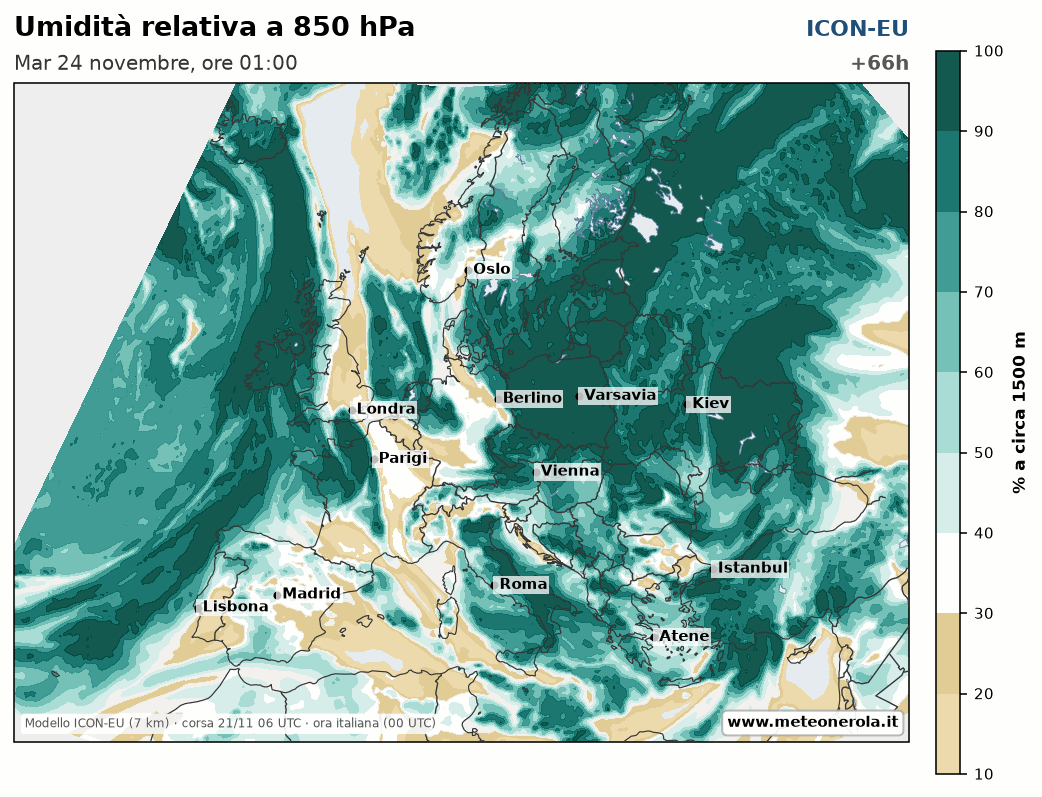 Umidità relativa a 850 hPa
ICON-EU
Mar 24 novembre, ore 01:00
+66h
100
90
80
70
60
50
40
30
20
10
% a circa 1500 m
Oslo
Berlino
Varsavia
Kiev
Londra
Parigi
Vienna
Istanbul
Roma
Madrid
Lisbona
Atene
Modello ICON-EU (7 km) · corsa 21/11 06 UTC · ora italiana (00 UTC)
www.meteonerola.it